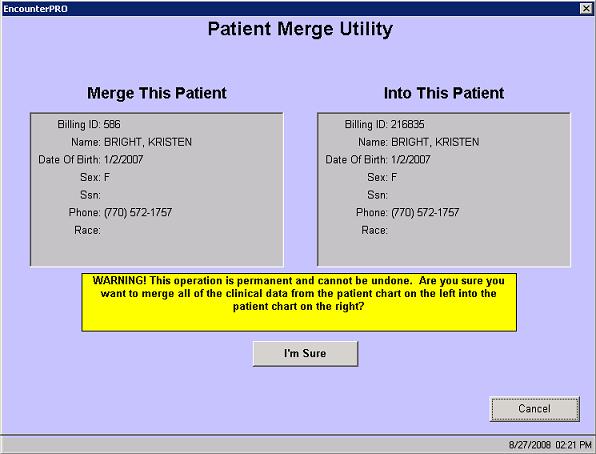 EncounterPRO
Patient Merge Utility
Merge This Patient
Into This Patient
Billing ID: 586
Name: BRIGHT, KRISTEN
Date Of Birth: 1/2/2007
Sex: F
Ssn:
Phone: (770) 572-1757
Race:
Billing ID: 216835
Name: BRIGHT, KRISTEN
Date Of Birth: 1/2/2007
Sex: F
Ssn:
Phone: (770) 572-1757
Race:
WARNING! This operation is permanent and cannot be undone. Are you sure you
want to merge all of the clinical data from the patient chart on the left into the
patient chart on the right?
I'm Sure
Cancel
8/27/2008 02:21 PM